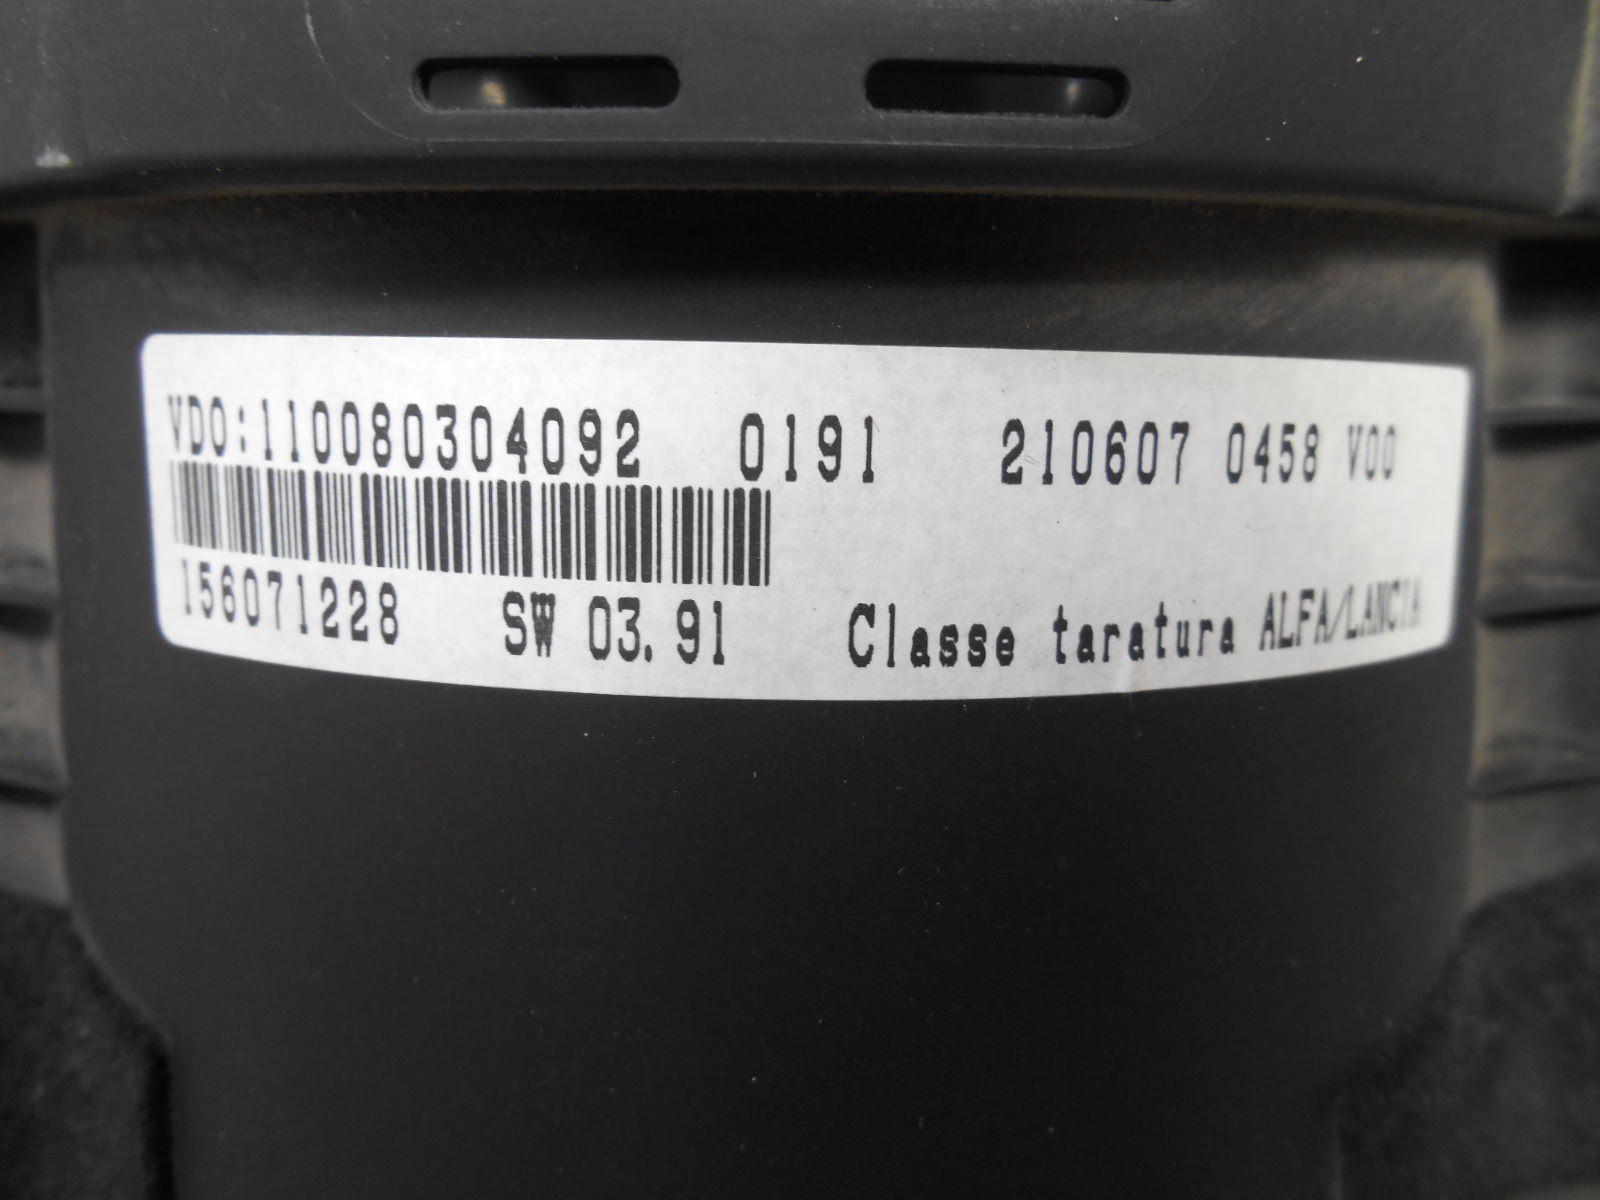 VDO:110080304092 0191 210607 0458 V00
156071228 SW 03.91 Classe taratura ALFA/LANCIA